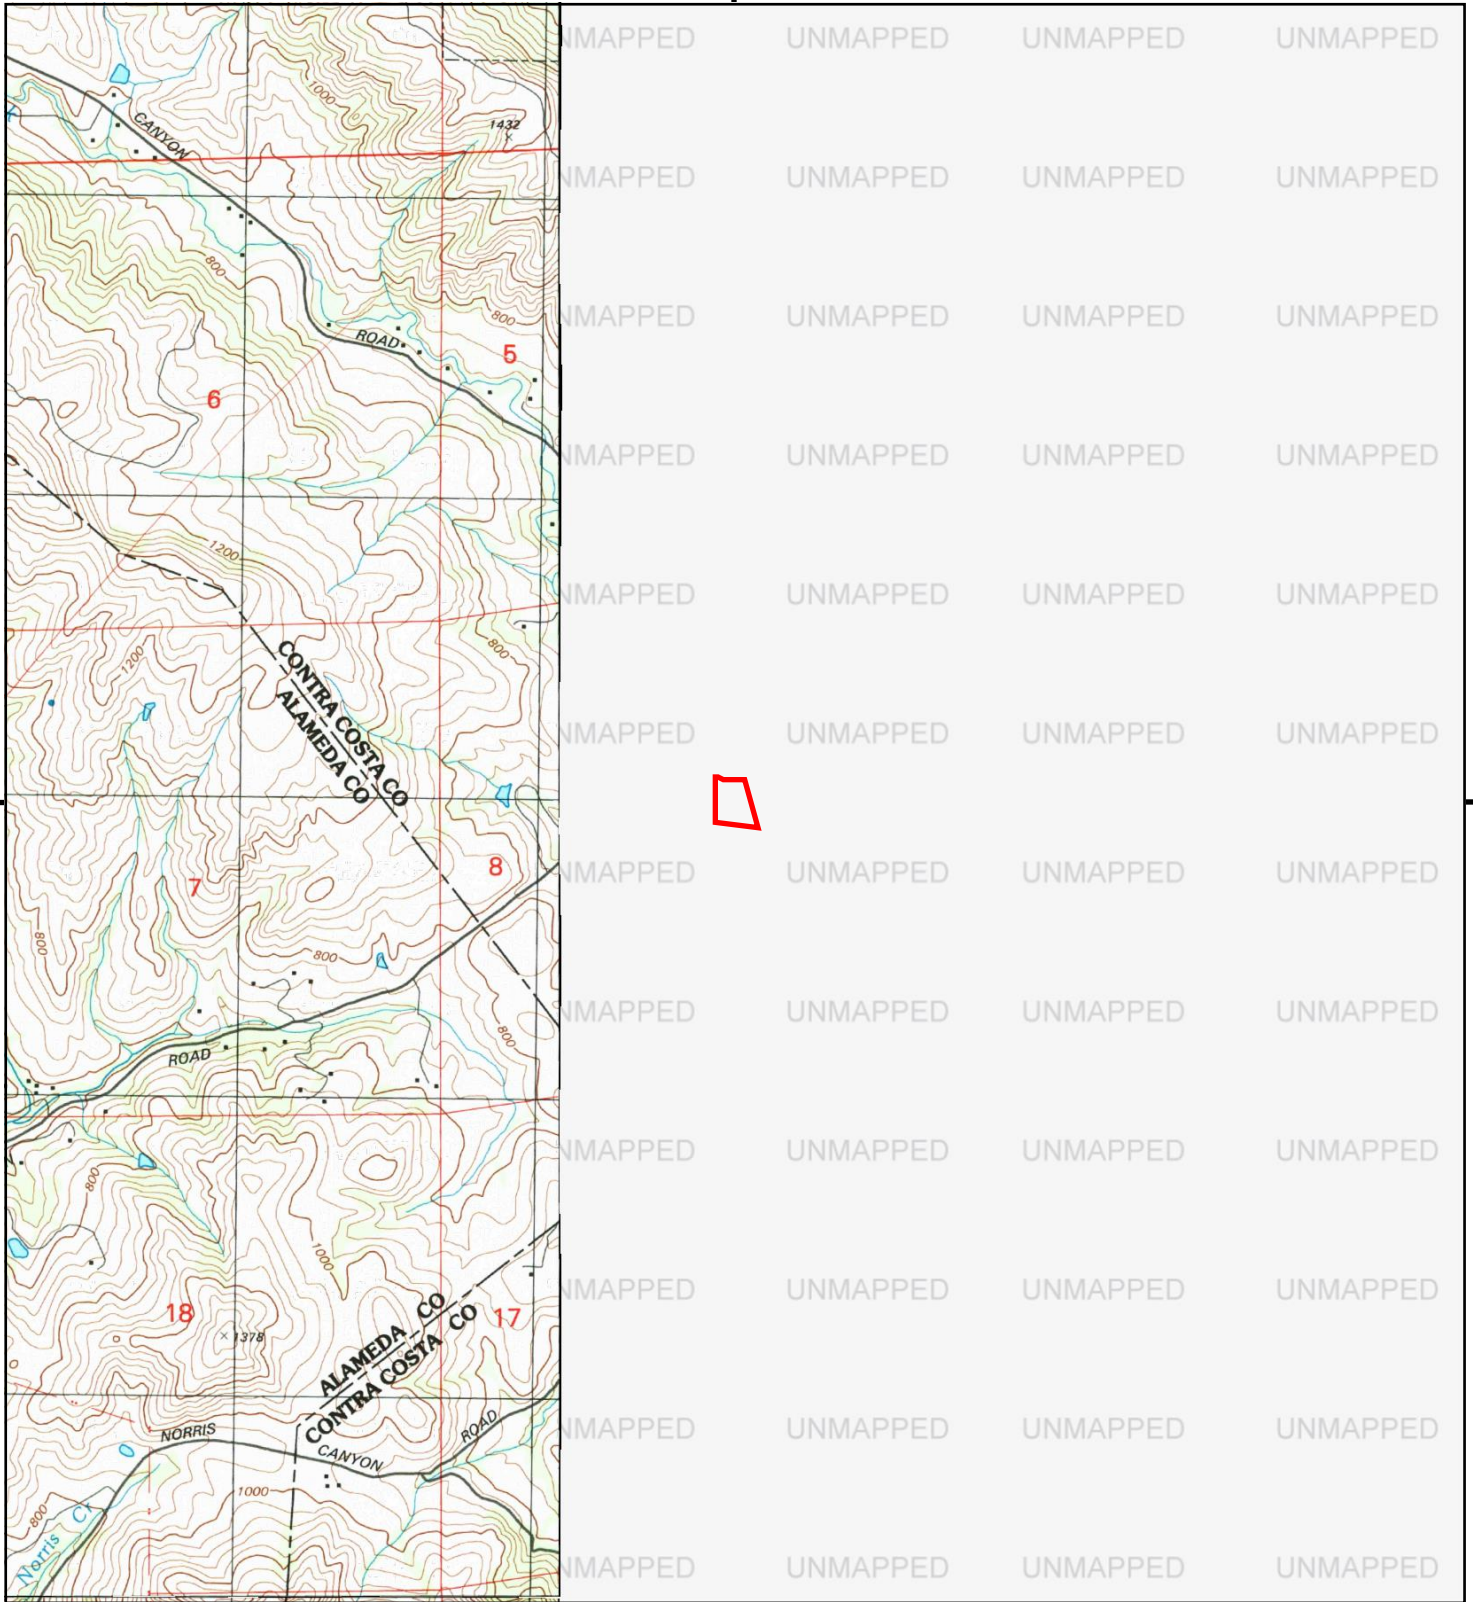 NMAPPED UNMAPPED UNMAPPED UNMAPPED
1000
CANYON
1432
NMAPPED UNMAPPED UNMAPPED UNMAPPED
800
800
NMAPPED UNMAPPED UNMAPPED UNMAPPED
ROAD
5
6
NMAPPED UNMAPPED UNMAPPED UNMAPPED
1200
NMAPPED UNMAPPED UNMAPPED UNMAPPED
1200
800
CONTRA COSTA CO
ALAMEDA CO
NMAPPED UNMAPPED UNMAPPED UNMAPPED
8
7
NMAPPED UNMAPPED UNMAPPED UNMAPPED
800
800
NMAPPED UNMAPPED UNMAPPED UNMAPPED
800
ROAD
NMAPPED UNMAPPED UNMAPPED UNMAPPED
800
1000
NMAPPED UNMAPPED UNMAPPED UNMAPPED
18
17
1378
ALAMEDA CO
CONTRA COSTA CO
NORRIS
CANYON
ROAD
NMAPPED UNMAPPED UNMAPPED UNMAPPED
1000
800
Norris Cr
NMAPPED UNMAPPED UNMAPPED UNMAPPED